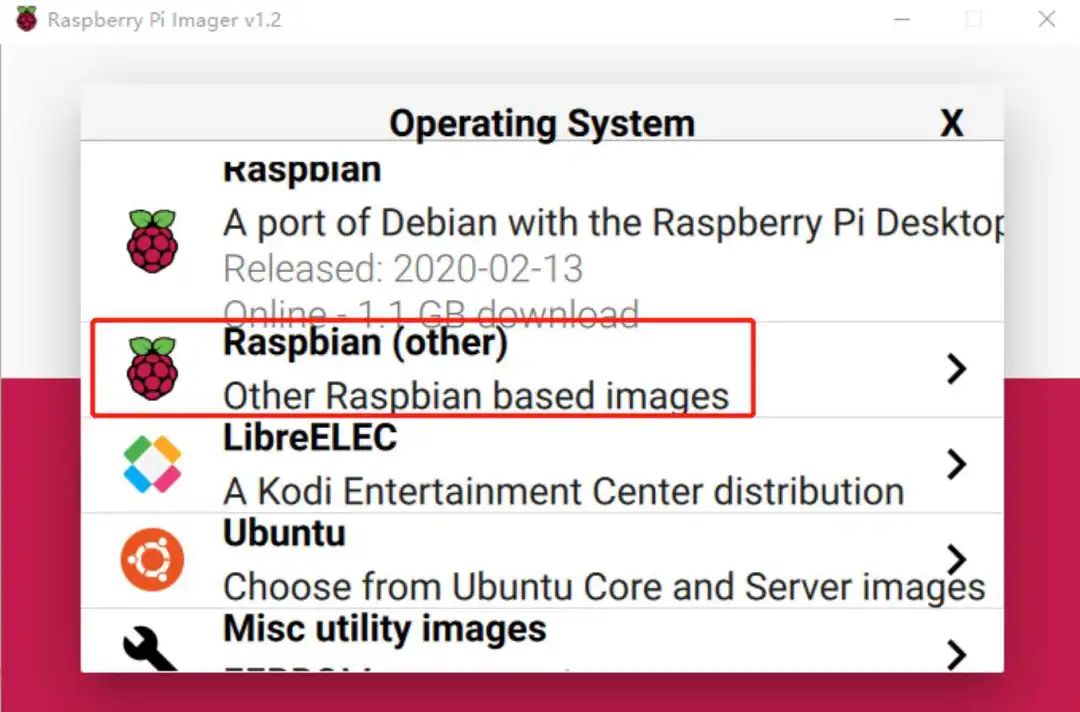 Raspberry Pi Imager v1.2
Operating System
X
Raspbian
A port of Debian with the Raspberry Pi Desktop
Released: 2020-02-13
Online - 1.1 GB download
Raspbian (other)
Other Raspbian based images
LibreELEC
A Kodi Entertainment Center distribution
Ubuntu
Choose from Ubuntu Core and Server images
Misc utility images